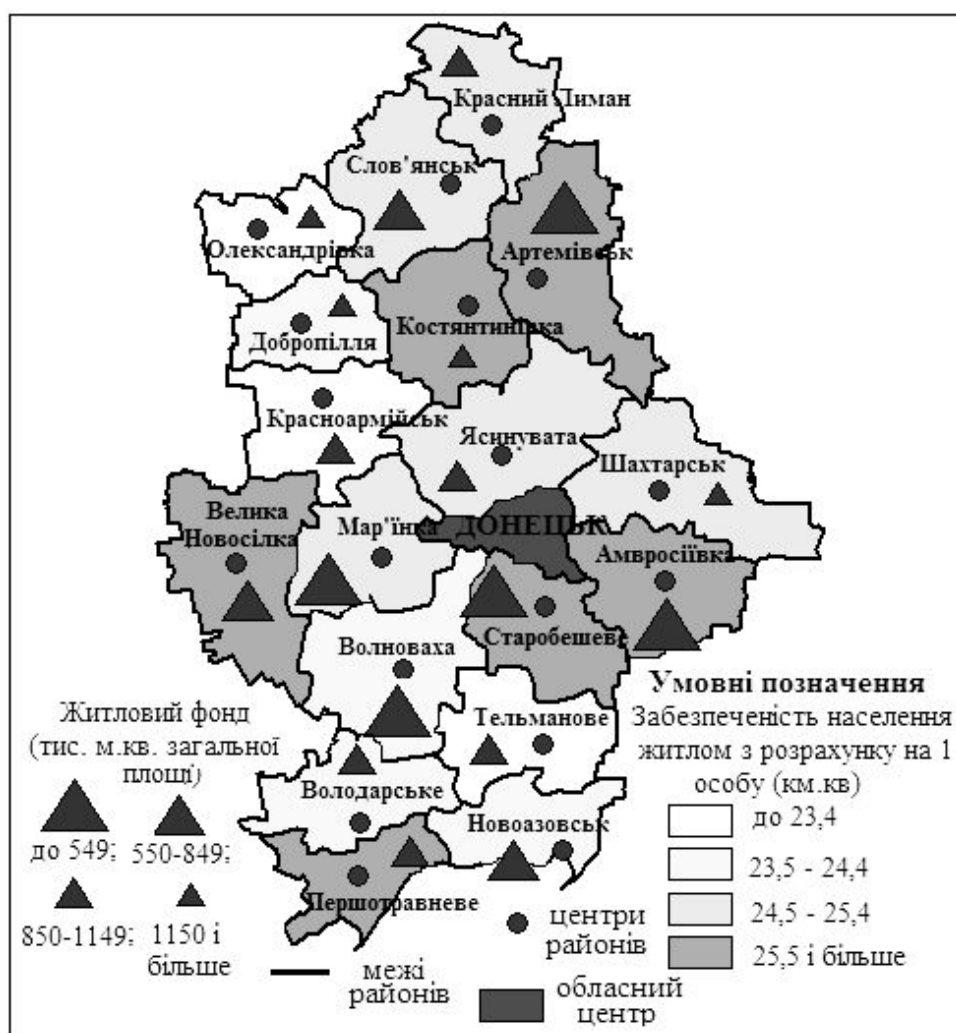 Красний Лиман
Слов'янськ
Артемівськ
Олександрівка
Костянтинівка
Добропілля
Красноармійськ
Ясинувата
Шахтарськ
Велика
Новосілка
Мар'їнка
ДОНЕЦЬК
Амвросіївка
Старобешеве
Волноваха
Тельманове
Володарське
Новоазовськ
Першотравневе
Житловий фонд
(тис. м.кв. загальної
площі)
до 549;
550-849;
850-1149;
1150 і
більше
межі
районів
центри
районів
обласний
центр
Умовні позначення
Забезпеченість населення
житлом з розрахунку на 1
особу (км.кв)
до 23,4
23,5 - 24,4
24,5 - 25,4
25,5 і більше